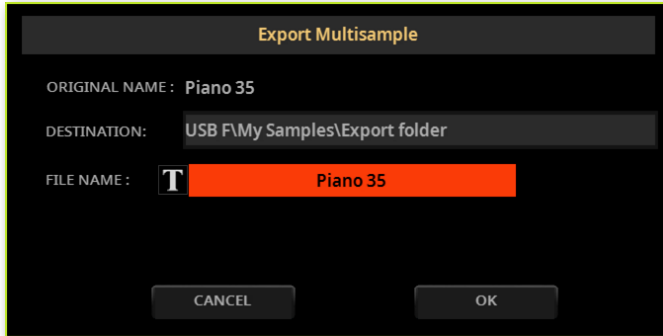 Export Multisample
ORIGINAL NAME : Piano 35
DESTINATION: USB F\My Samples\Export folder
FILE NAME : T Piano 35
CANCEL OK